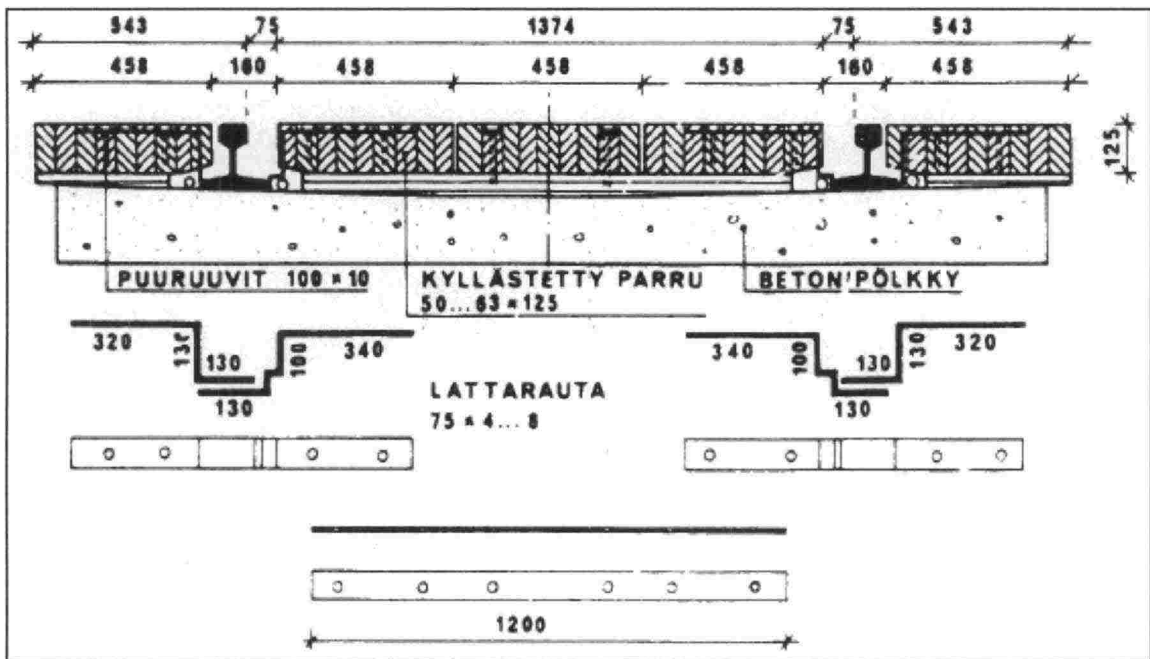 543 75 1374 75 543
458 160 458 458 458 160 458
125
PUURUUVIT 100 × 10
KYLLÄSTETTY PARRU
50...63 × 125
BETON'PÖLKKY
320 130 130 100 340
130
340 100 130 130 320
130
LATTARAUTA
75 × 4... 8
1200